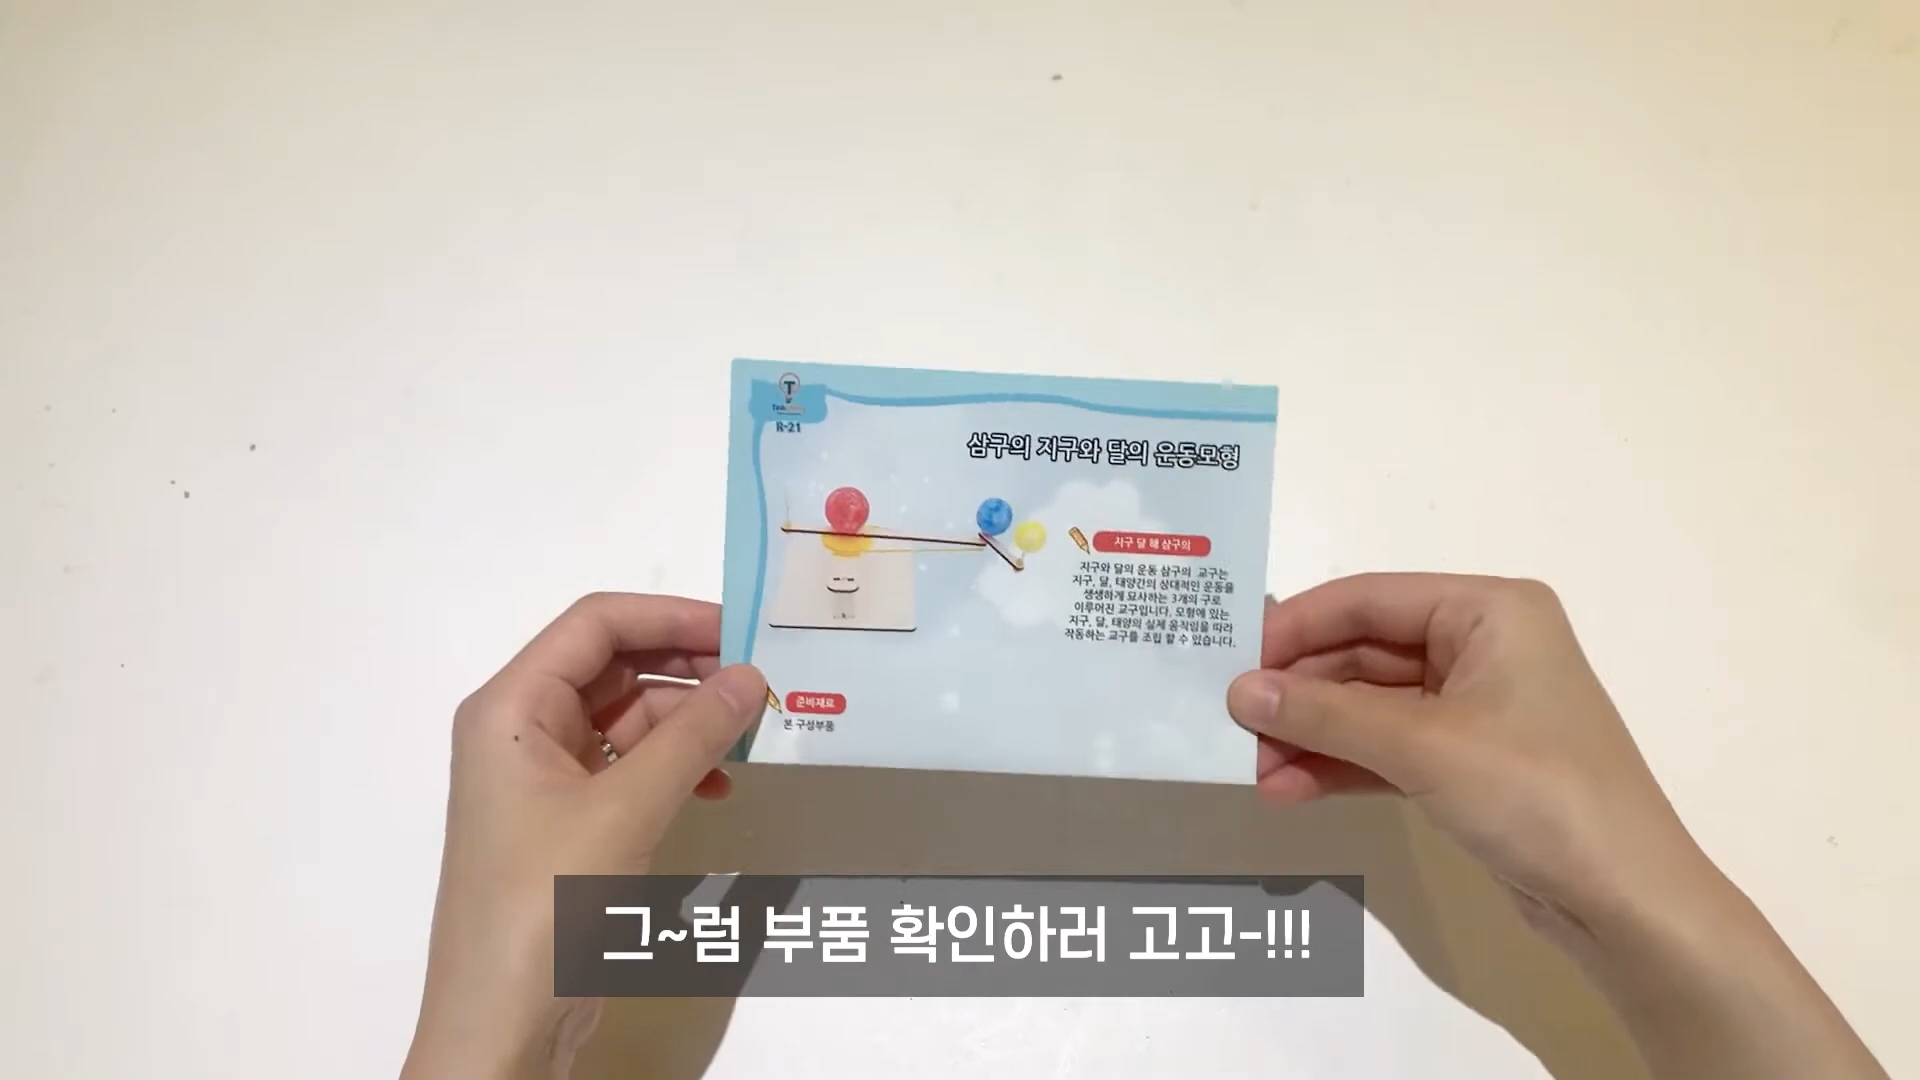 R-21
삼구의 지구와 달의 운동모형
지구 달 해 삼구의
지구와 달의 운동 삼구의 교구는
지구, 달, 태양간의 상대적인 운동을
생생하게 묘사하는 3개의 구로
이루어진 교구입니다. 모형에 있는
지구, 달, 태양의 실제 움직임을 따라
작동하는 교구를 조립 할 수 있습니다.
준비재료
본 구성부품
그~럼 부품 확인하러 고고-!!!